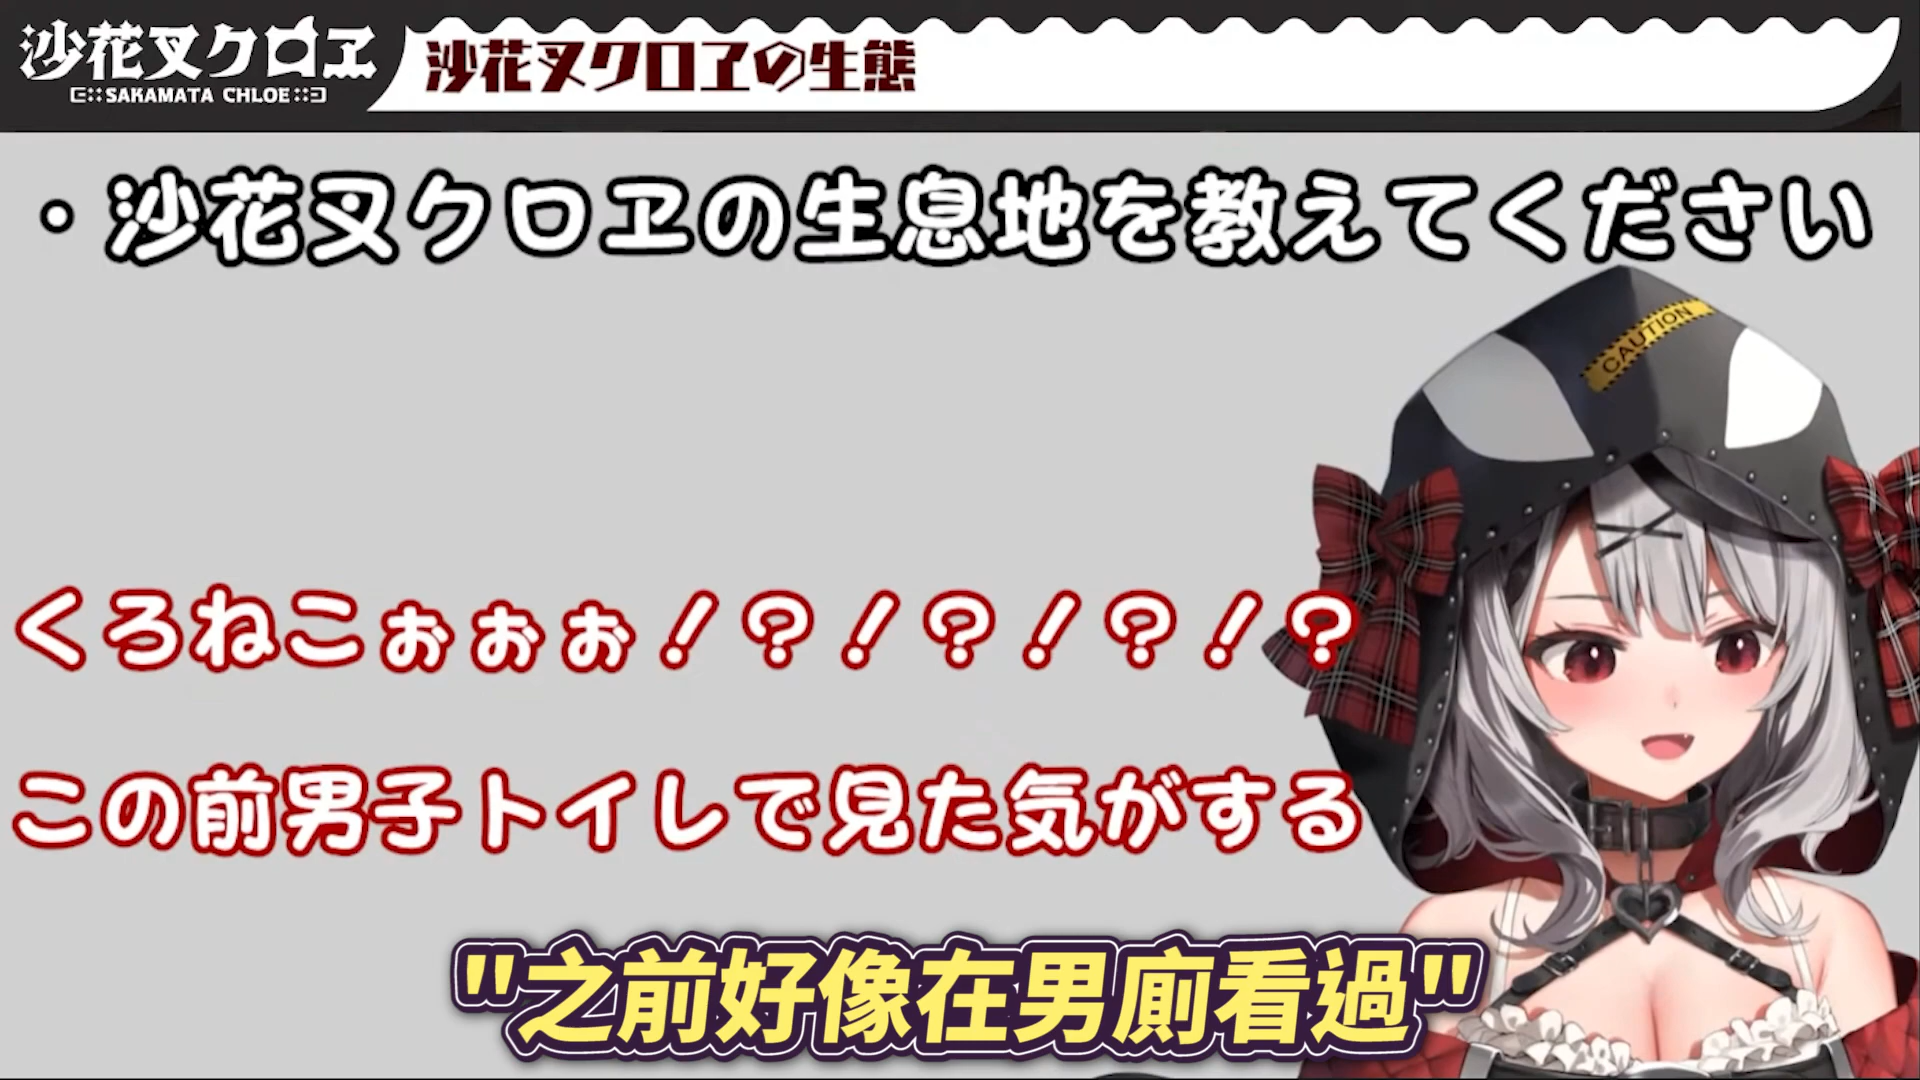 沙花叉クロヱ
SAKAMATA CHLOE
沙花叉クロヱの生態
・沙花叉クロヱの生息地を教えてください
CAUTION
くろねこぉぉぉ！？！？！？！？
この前男子トイレで見た気がする
"之前好像在男廁看過"